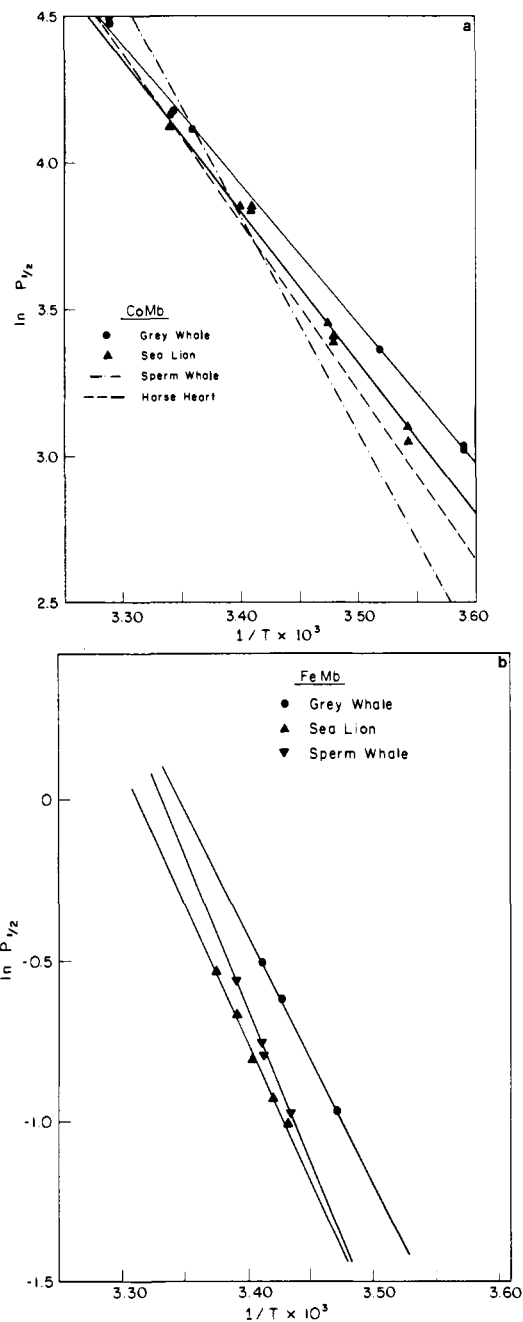 a
4.5
4.0
3.5
3.0
2.5
ln P1/2
CoMb
Grey Whale
Sea Lion
Sperm Whale
Horse Heart
3.30 3.40 3.50 3.60
1/T × 10³
b
FeMb
Grey Whale
Sea Lion
Sperm Whale
0
-0.5
-1.0
-1.5
ln P1/2
3.30 3.40 3.50 3.60
1/T × 10³